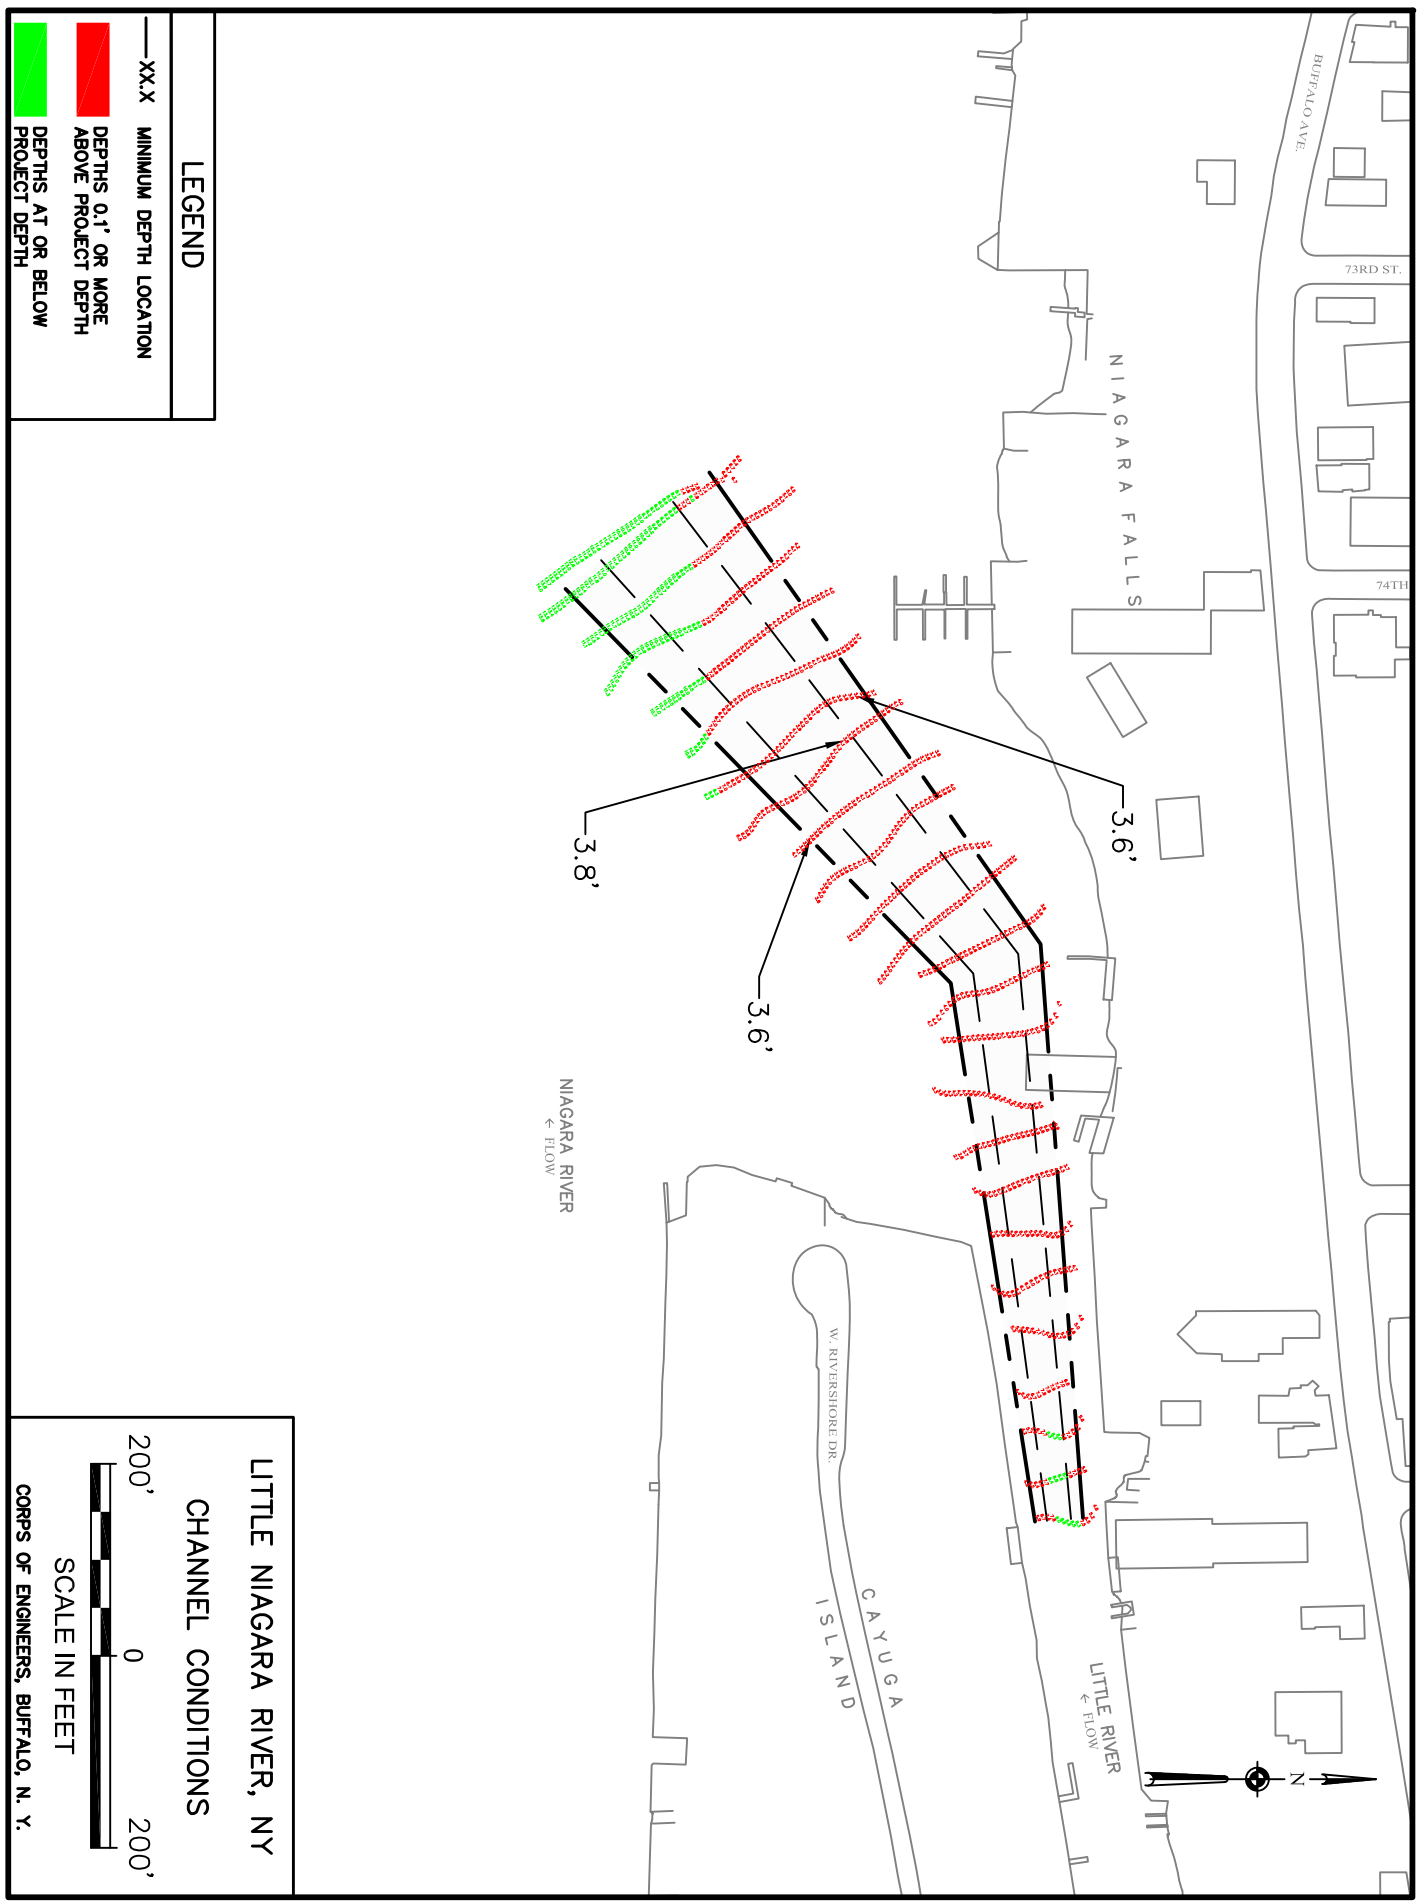 BUFFALO AVE.
73RD ST.
74TH
NIAGARA FALLS
3.6'
3.8'
3.6'
NIAGARA RIVER
← FLOW
W. RIVERSHORE DR.
CAYUGA
ISLAND
LITTLE RIVER
← FLOW
N
LEGEND
XX.X MINIMUM DEPTH LOCATION
DEPTHS 0.1' OR MORE
ABOVE PROJECT DEPTH
DEPTHS AT OR BELOW
PROJECT DEPTH
LITTLE NIAGARA RIVER, NY
CHANNEL CONDITIONS
200' 0 200'
SCALE IN FEET
CORPS OF ENGINEERS, BUFFALO, N. Y.